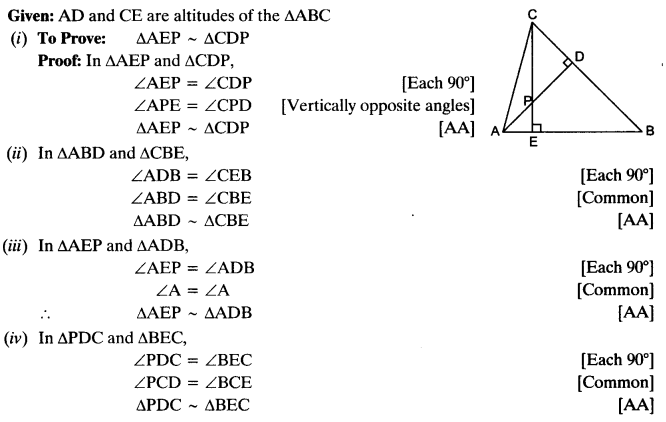 Given: AD and CE are altitudes of the ΔABC
(i) To Prove: ΔAEP ~ ΔCDP
Proof: In ΔAEP and ΔCDP,
∠AEP = ∠CDP [Each 90°]
∠APE = ∠CPD [Vertically opposite angles]
ΔAEP ~ ΔCDP [AA]
C
D
P
A
E
B
(ii) In ΔABD and ΔCBE,
∠ADB = ∠CEB [Each 90°]
∠ABD = ∠CBE [Common]
ΔABD ~ ΔCBE [AA]
(iii) In ΔAEP and ΔADB,
∠AEP = ∠ADB [Each 90°]
∠A = ∠A [Common]
∴ ΔAEP ~ ΔADB [AA]
(iv) In ΔPDC and ΔBEC,
∠PDC = ∠BEC [Each 90°]
∠PCD = ∠BCE [Common]
ΔPDC ~ ΔBEC [AA]